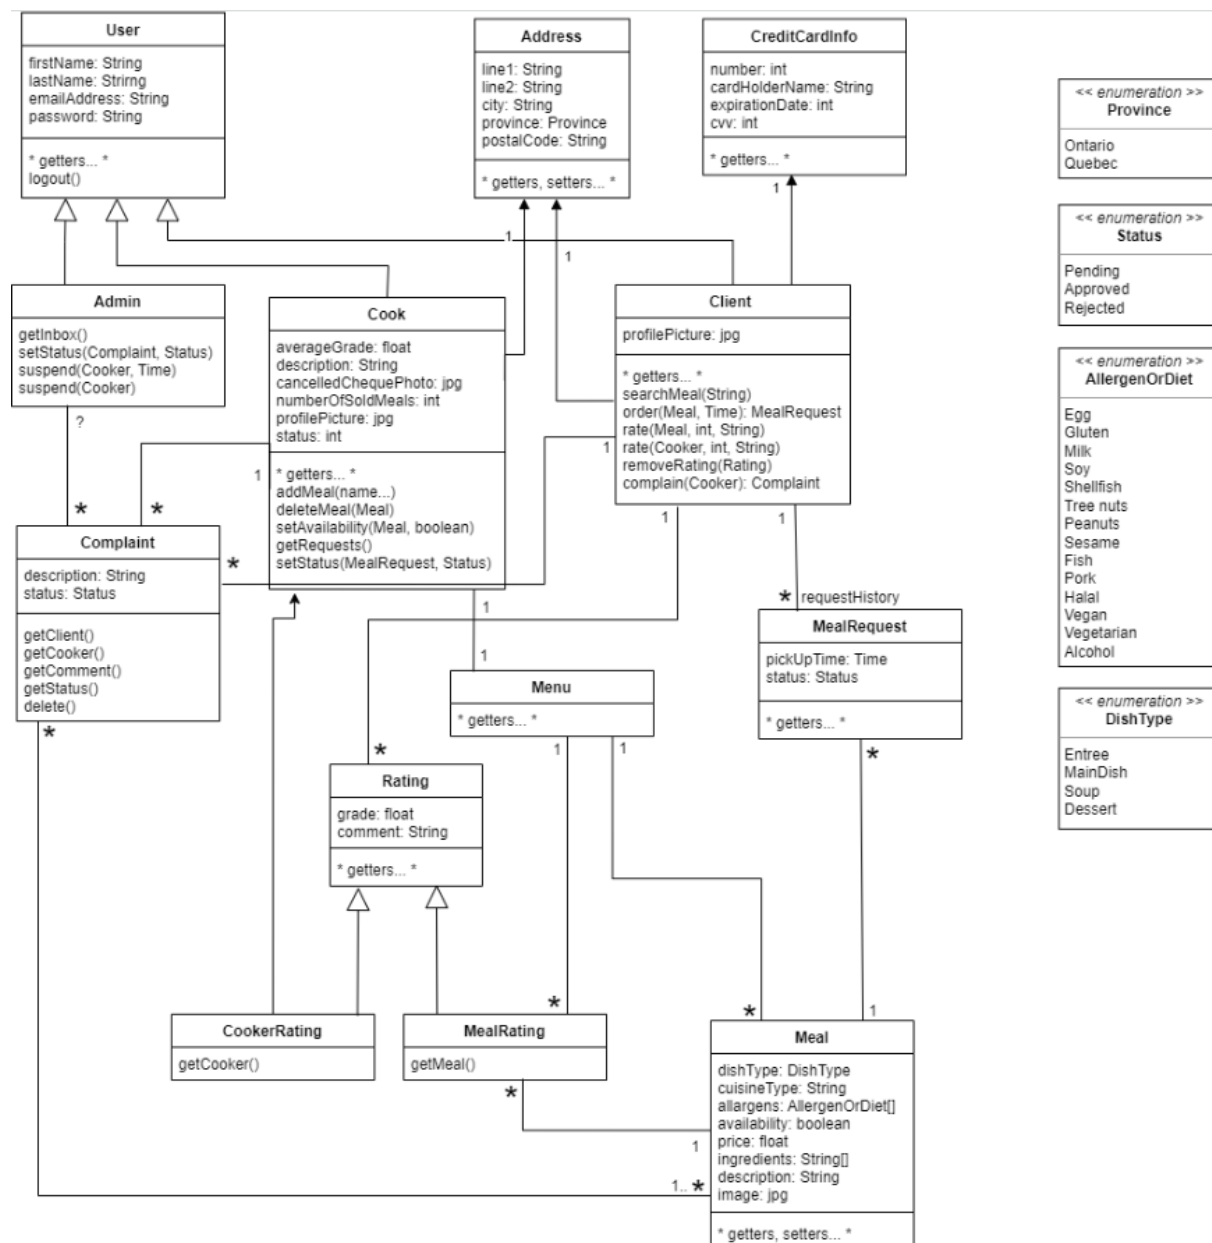 User
firstName: String
lastName: Strirng
emailAddress: String
password: String
* getters... *
logout()
Address
line1: String
line2: String
city: String
province: Province
postalCode: String
* getters, setters... *
CreditCardInfo
number: int
cardHolderName: String
expirationDate: int
cvv: int
* getters... *
<< enumeration >>
Province
Ontario
Quebec
<< enumeration >>
Status
Pending
Approved
Rejected
<< enumeration >>
AllergenOrDiet
Egg
Gluten
Milk
Soy
Shellfish
Tree nuts
Peanuts
Sesame
Fish
Pork
Halal
Vegan
Vegetarian
Alcohol
<< enumeration >>
DishType
Entree
MainDish
Soup
Dessert
1
1
1
Admin
getInbox()
setStatus(Complaint, Status)
suspend(Cooker, Time)
suspend(Cooker)
?
*
Cook
averageGrade: float
description: String
cancelledChequePhoto: jpg
numberOfSoldMeals: int
profilePicture: jpg
status: int
* getters... *
addMeal(name...)
deleteMeal(Meal)
setAvailability(Meal, boolean)
getRequests()
setStatus(MealRequest, Status)
1
*
Client
profilePicture: jpg
* getters... *
searchMeal(String)
order(Meal, Time): MealRequest
rate(Meal, int, String)
rate(Cooker, int, String)
removeRating(Rating)
complain(Cooker): Complaint
1
*
1
1
Complaint
description: String
status: Status
getClient()
getCooker()
getComment()
getStatus()
delete()
*
1
1
Menu
* getters... *
1
1
* requestHistory
MealRequest
pickUpTime: Time
status: Status
* getters... *
*
*
Rating
grade: float
comment: String
* getters... *
CookerRating
getCooker()
*
MealRating
getMeal()
*
1
1.. *
*
1
Meal
dishType: DishType
cuisineType: String
allargens: AllergenOrDiet[]
availability: boolean
price: float
ingredients: String[]
description: String
image: jpg
* getters, setters... *